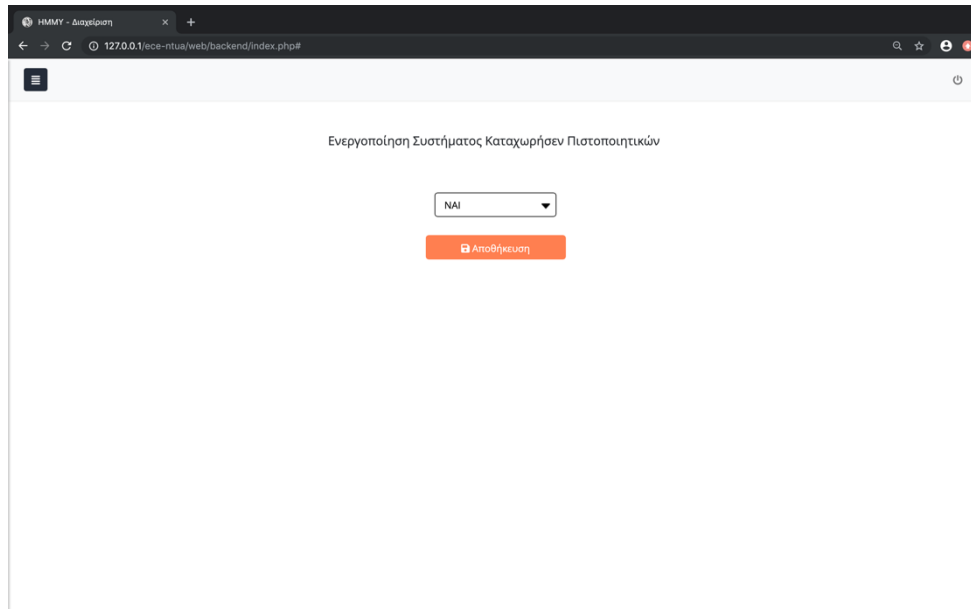 ΗΜΜΥ - Διαχείριση
127.0.0.1/ece-ntua/web/backend/index.php#
Ενεργοποίηση Συστήματος Καταχωρήσεν Πιστοποιητικών
ΝΑΙ
Αποθήκευση